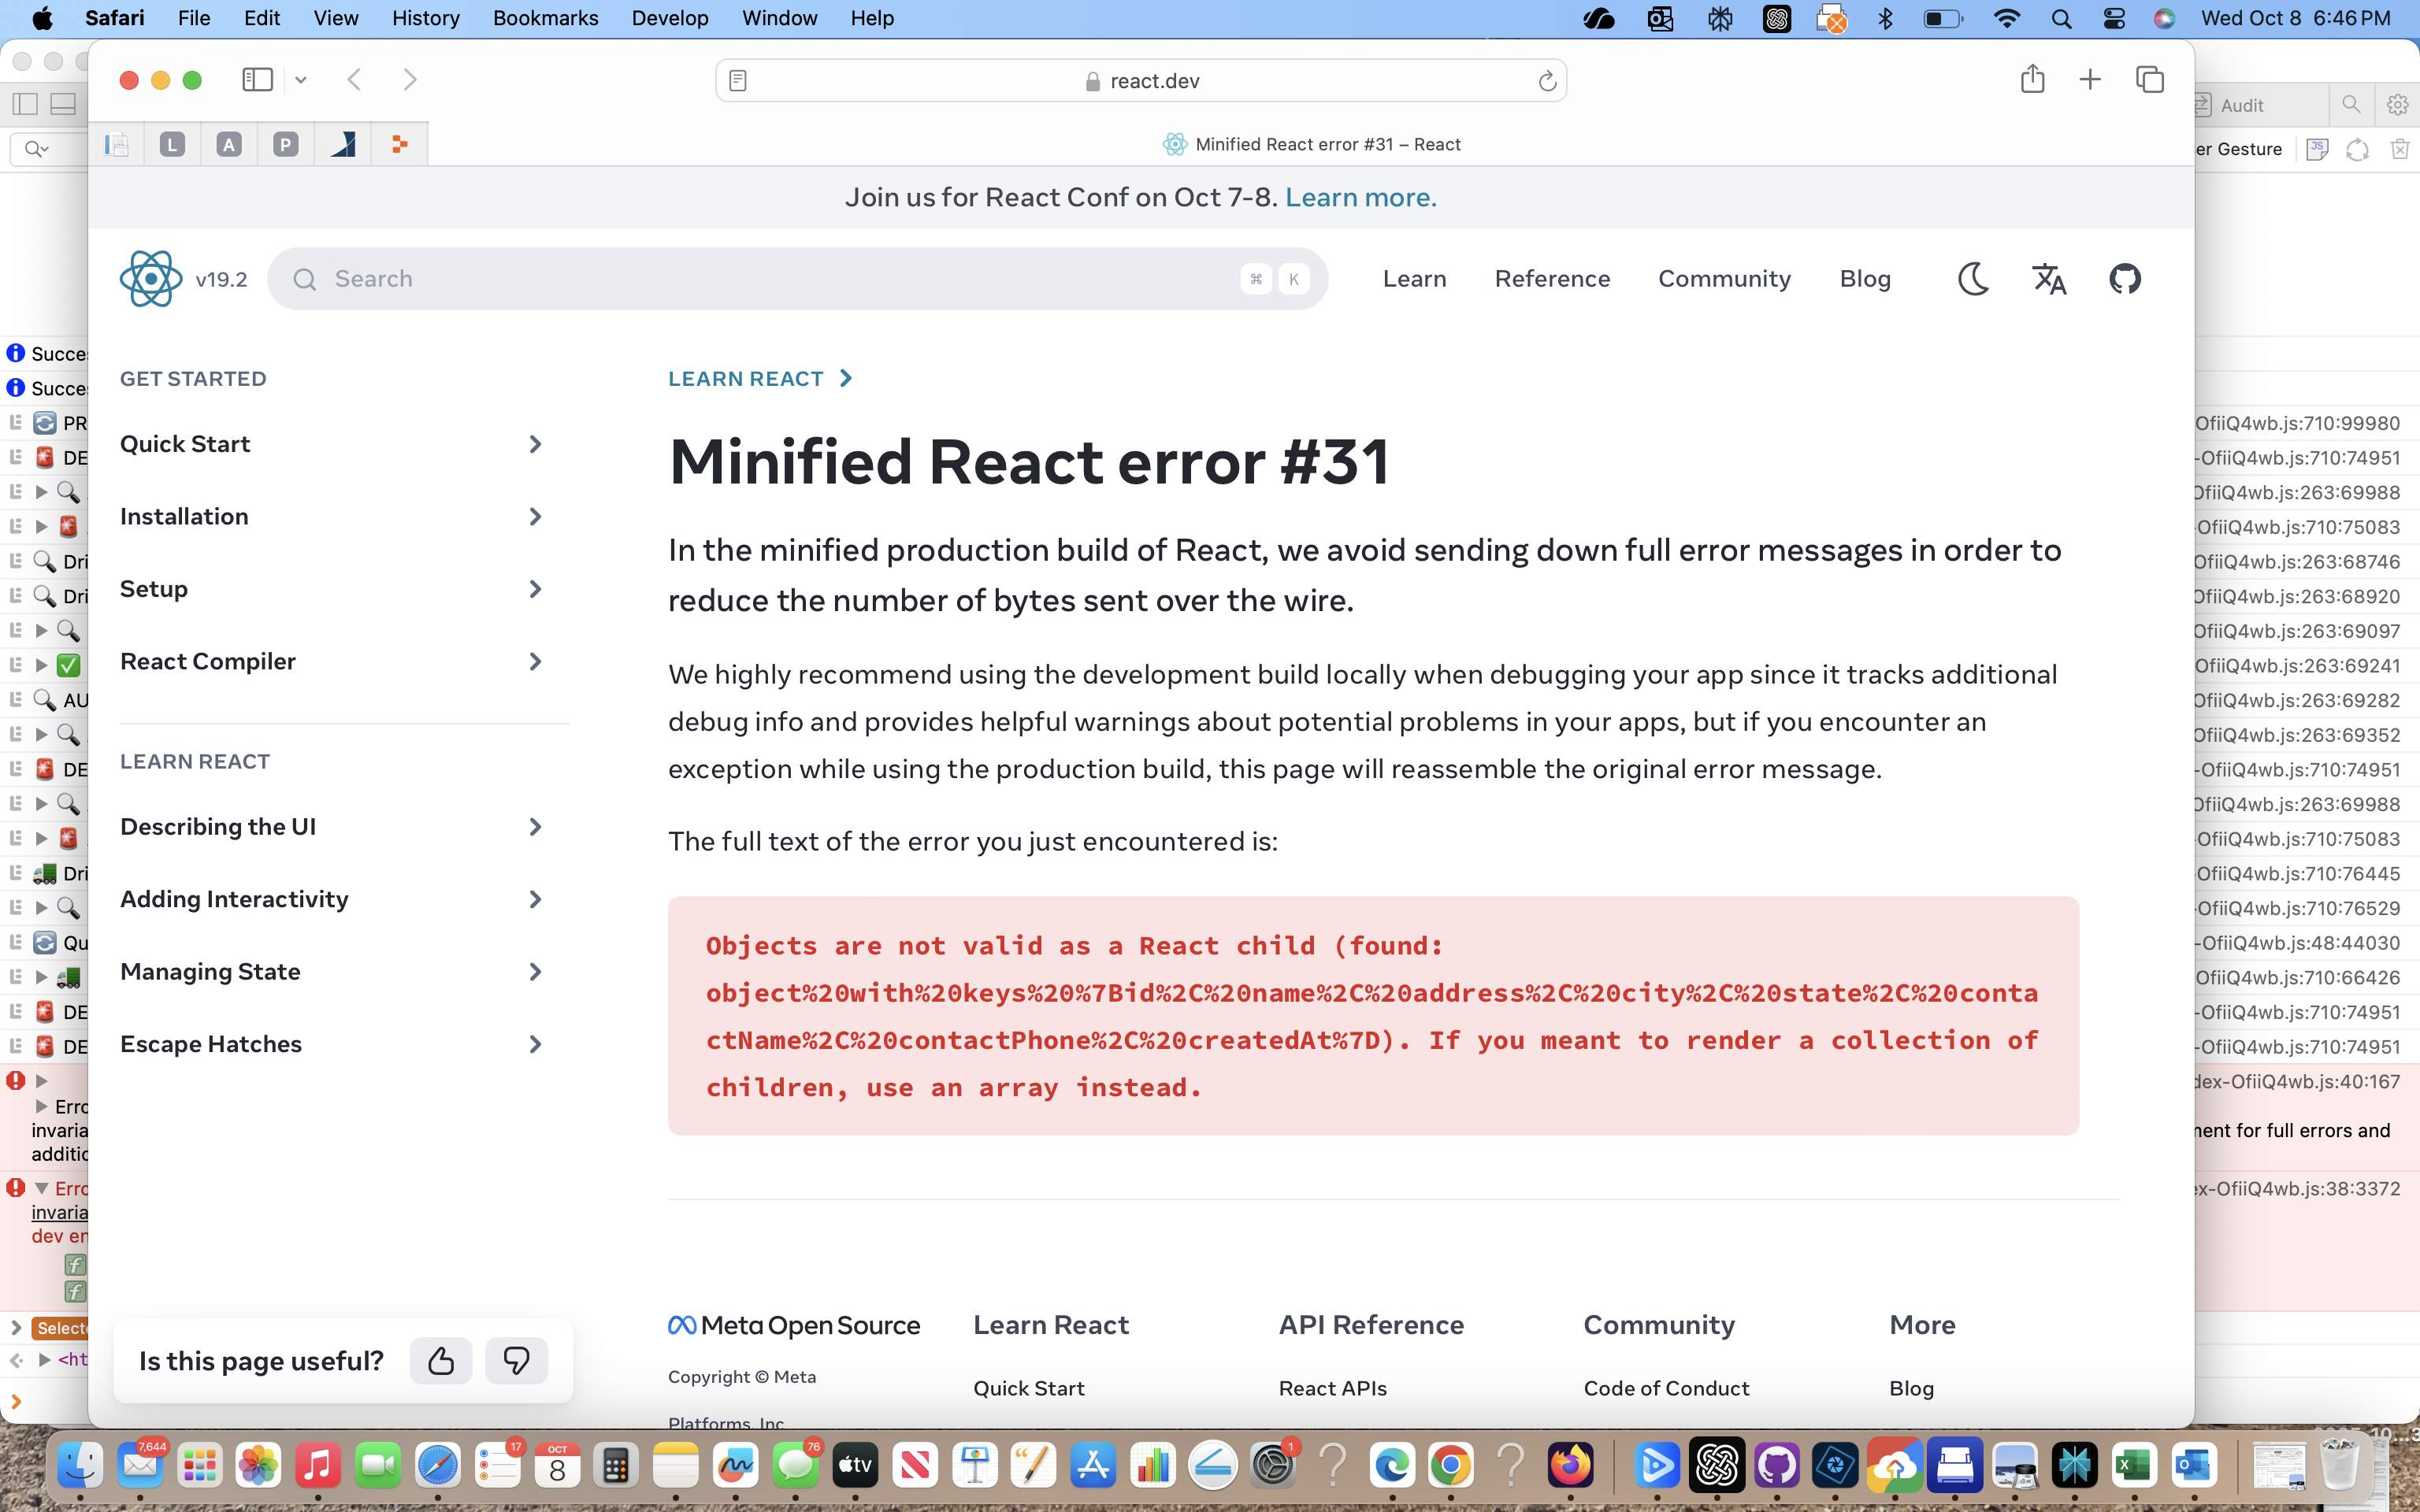 Safari File Edit View History Bookmarks Develop Window Help Wed Oct 8 6:46 PM
react.dev
Audit
L A P Minified React error #31 – React
er Gesture
Join us for React Conf on Oct 7-8. Learn more.
v19.2 Search ⌘ K Learn Reference Community Blog
GET STARTED
Quick Start
Installation
Setup
React Compiler
LEARN REACT
Describing the UI
Adding Interactivity
Managing State
Escape Hatches
Is this page useful?
LEARN REACT
Minified React error #31
In the minified production build of React, we avoid sending down full error messages in order to
reduce the number of bytes sent over the wire.
We highly recommend using the development build locally when debugging your app since it tracks additional
debug info and provides helpful warnings about potential problems in your apps, but if you encounter an
exception while using the production build, this page will reassemble the original error message.
The full text of the error you just encountered is:
Objects are not valid as a React child (found:
object%20with%20keys%20%7Bid%2C%20name%2C%20address%2C%20city%2C%20state%2C%20conta
ctName%2C%20contactPhone%2C%20createdAt%7D). If you meant to render a collection of
children, use an array instead.
Meta Open Source
Copyright © Meta
Platforms, Inc
Learn React
Quick Start
API Reference
React APIs
Community
Code of Conduct
More
Blog
Succe
Succe
PR OfiiQ4wb.js:710:99980
DE -OfiiQ4wb.js:710:74951
OfiiQ4wb.js:263:69988
-OfiiQ4wb.js:710:75083
Dri OfiiQ4wb.js:263:68746
Dri OfiiQ4wb.js:263:68920
OfiiQ4wb.js:263:69097
OfiiQ4wb.js:263:69241
AU OfiiQ4wb.js:263:69282
OfiiQ4wb.js:263:69352
DE -OfiiQ4wb.js:710:74951
OfiiQ4wb.js:263:69988
-OfiiQ4wb.js:710:75083
Dri -OfiiQ4wb.js:710:76445
-OfiiQ4wb.js:710:76529
Qu -OfiiQ4wb.js:48:44030
-OfiiQ4wb.js:710:66426
DE -OfiiQ4wb.js:710:74951
DE -OfiiQ4wb.js:710:74951
dex-OfiiQ4wb.js:40:167
Erro
invaria nent for full errors and
additic
Erro ex-OfiiQ4wb.js:38:3372
invaria
dev en
f
f
Selecte
<ht
7,644 17 OCT 8 76 tv 1